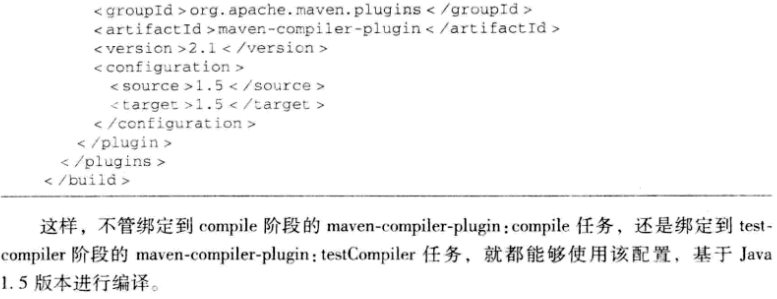 <groupId>org.apache.maven.plugins</groupId>
<artifactId>maven-compiler-plugin</artifactId>
<version>2.1</version>
<configuration>
<source>1.5</source>
<target>1.5</target>
</configuration>
</plugin>
</plugins>
</build>
这样，不管绑定到 compile 阶段的 maven-compiler-plugin:compile 任务，还是绑定到 test-
compiler 阶段的 maven-compiler-plugin:testCompiler 任务，就都能够使用该配置，基于 Java
1.5 版本进行编译。